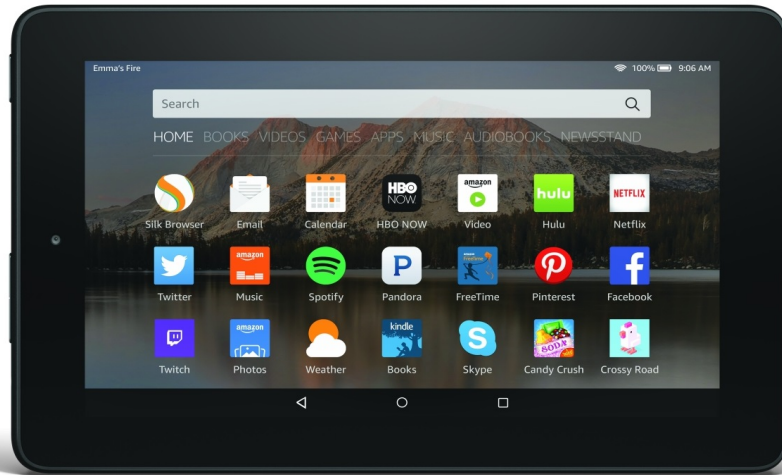 Emma's Fire 100% 9:06 AM
Search
HOME BOOKS VIDEOS GAMES APPS MUSIC AUDIOBOOKS NEWSSTAND
HBO NOW amazon hulu NETFLIX
Silk Browser Email Calendar HBO NOW Video Hulu Netflix
amazon P FreeTime
Twitter Music Spotify Pandora FreeTime Pinterest Facebook
amazon kindle S SODA
Twitch Photos Weather Books Skype Candy Crush Crossy Road